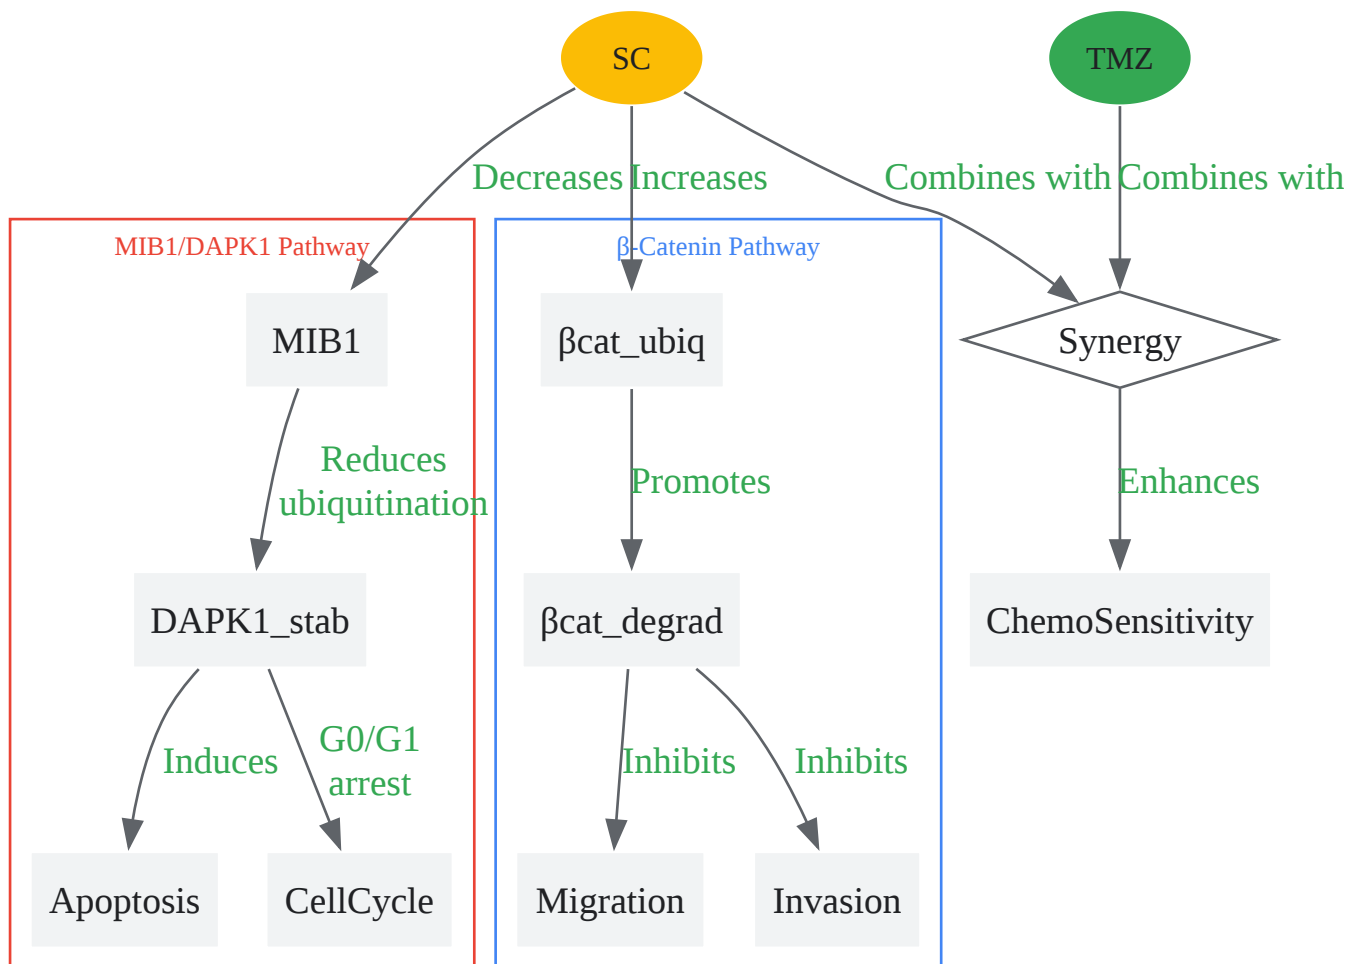 SC
TMZ
Decreases
Increases
Combines with
Combines with
MIB1/DAPK1 Pathway
β-Catenin Pathway
MIB1
βcat_ubiq
Synergy
Reduces
ubiquitination
Promotes
Enhances
DAPK1_stab
βcat_degrad
ChemoSensitivity
Induces
G0/G1
arrest
Inhibits
Inhibits
Apoptosis
CellCycle
Migration
Invasion